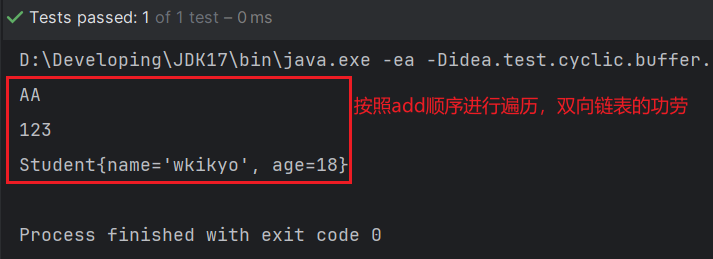 Tests passed: 1 of 1 test – 0 ms
D:\Developing\JDK17\bin\java.exe -ea -Didea.test.cyclic.buffer.
AA
按照add顺序进行遍历，双向链表的功劳
123
Student{name='wkikyo', age=18}
Process finished with exit code 0